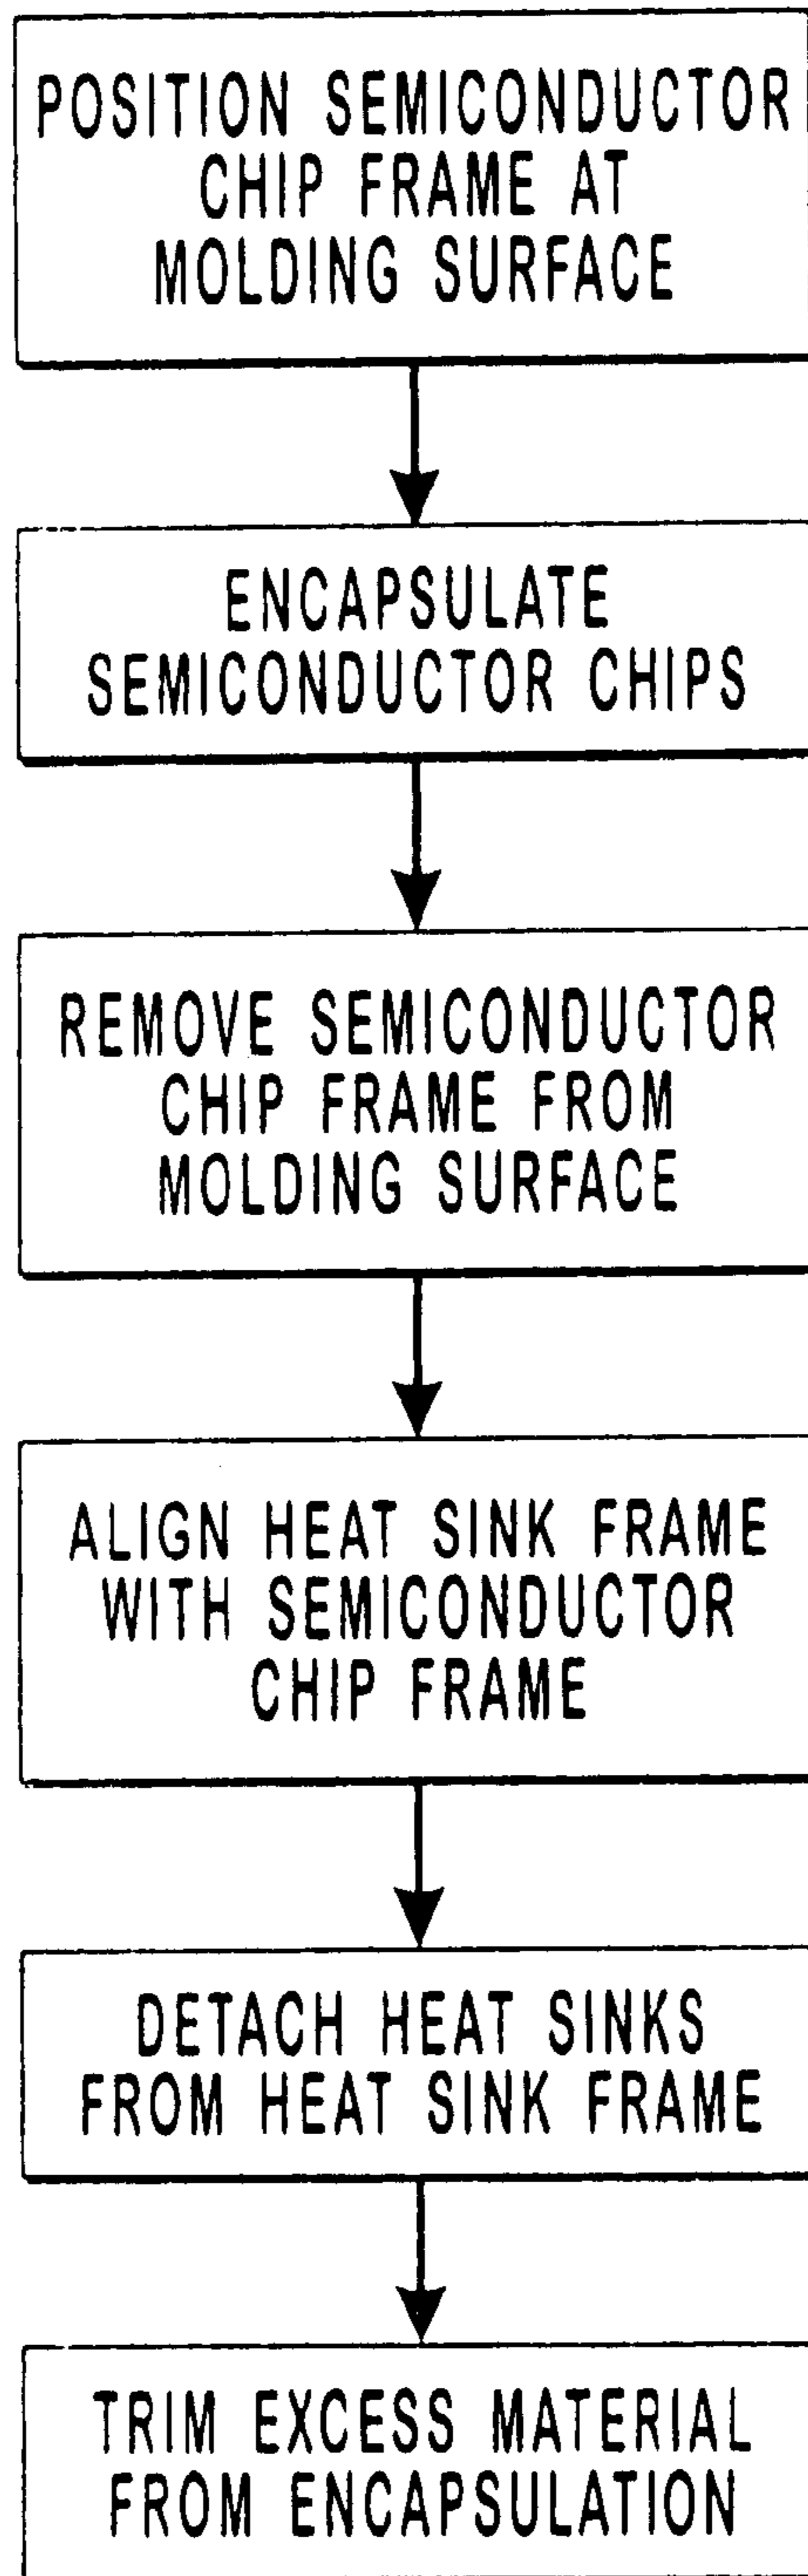 POSITION SEMICONDUCTOR
CHIP FRAME AT
MOLDING SURFACE
ENCAPSULATE
SEMICONDUCTOR CHIPS
REMOVE SEMICONDUCTOR
CHIP FRAME FROM
MOLDING SURFACE
ALIGN HEAT SINK FRAME
WITH SEMICONDUCTOR
CHIP FRAME
DETACH HEAT SINKS
FROM HEAT SINK FRAME
TRIM EXCESS MATERIAL
FROM ENCAPSULATION